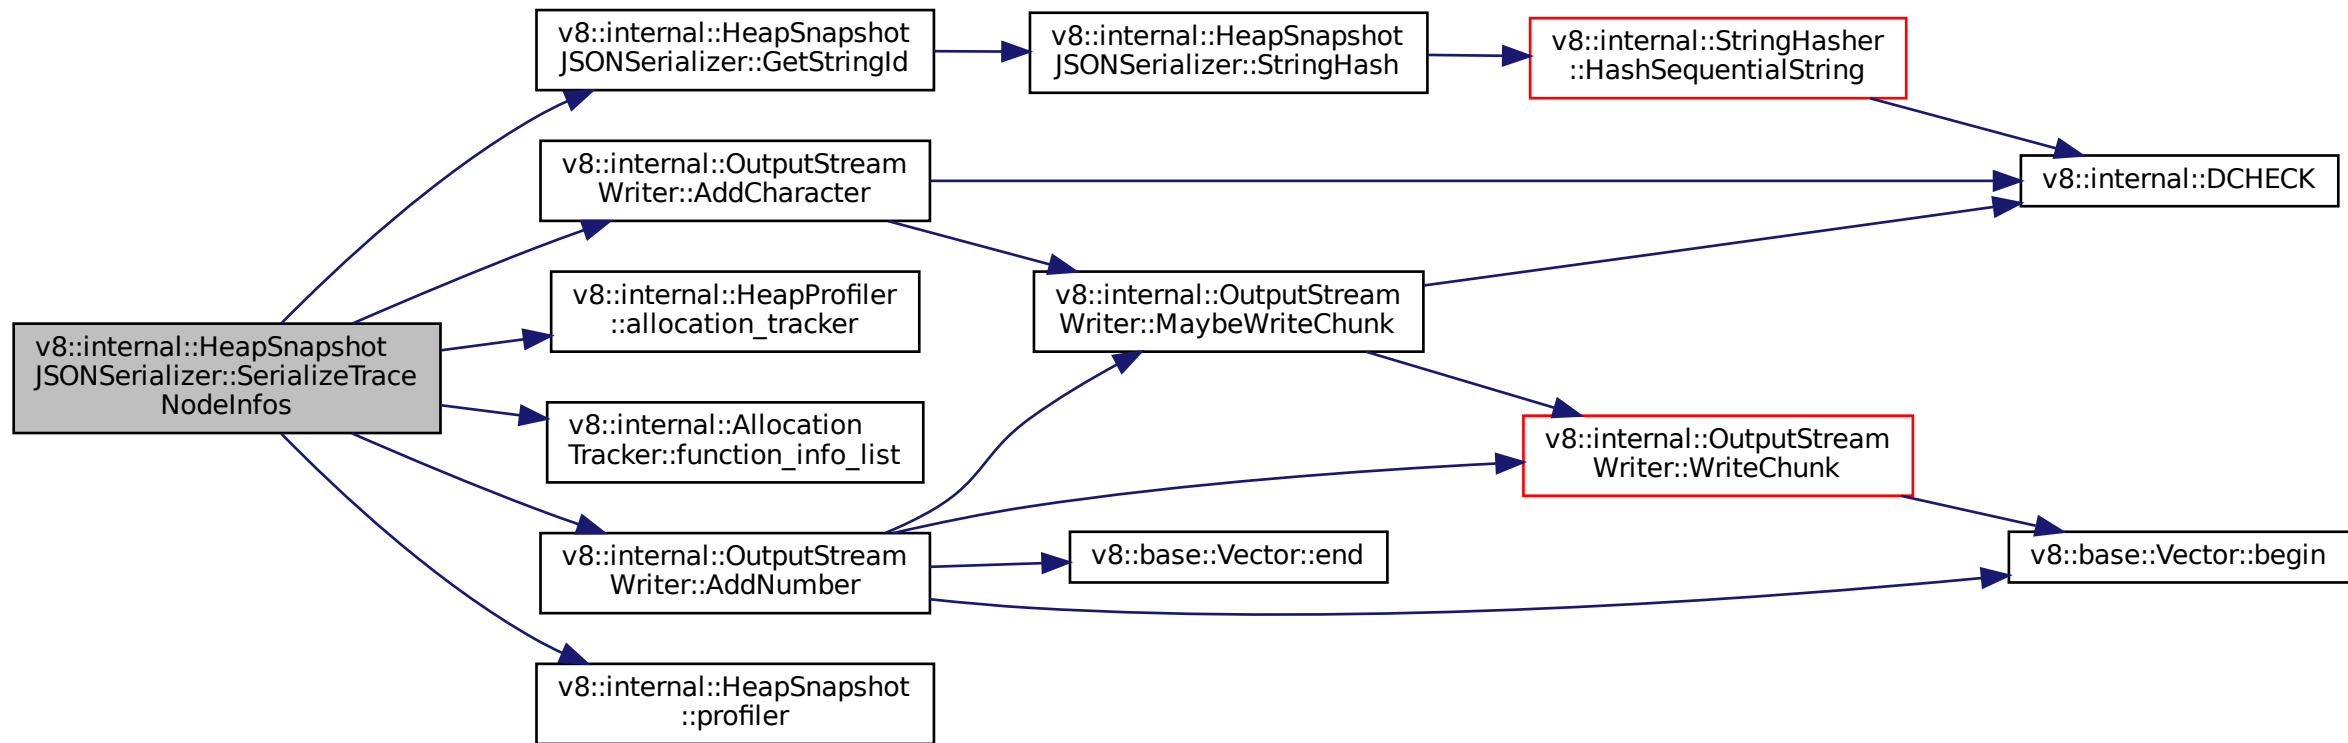 v8::internal::HeapSnapshot
JSONSerializer::SerializeTrace
NodeInfos
v8::internal::HeapSnapshot
JSONSerializer::GetStringId
v8::internal::HeapSnapshot
JSONSerializer::StringHash
v8::internal::StringHasher
::HashSequentialString
v8::internal::DCHECK
v8::internal::OutputStream
Writer::AddCharacter
v8::internal::OutputStream
Writer::MaybeWriteChunk
v8::internal::OutputStream
Writer::WriteChunk
v8::base::Vector::begin
v8::internal::HeapProfiler
::allocation_tracker
v8::internal::Allocation
Tracker::function_info_list
v8::internal::OutputStream
Writer::AddNumber
v8::base::Vector::end
v8::internal::HeapSnapshot
::profiler